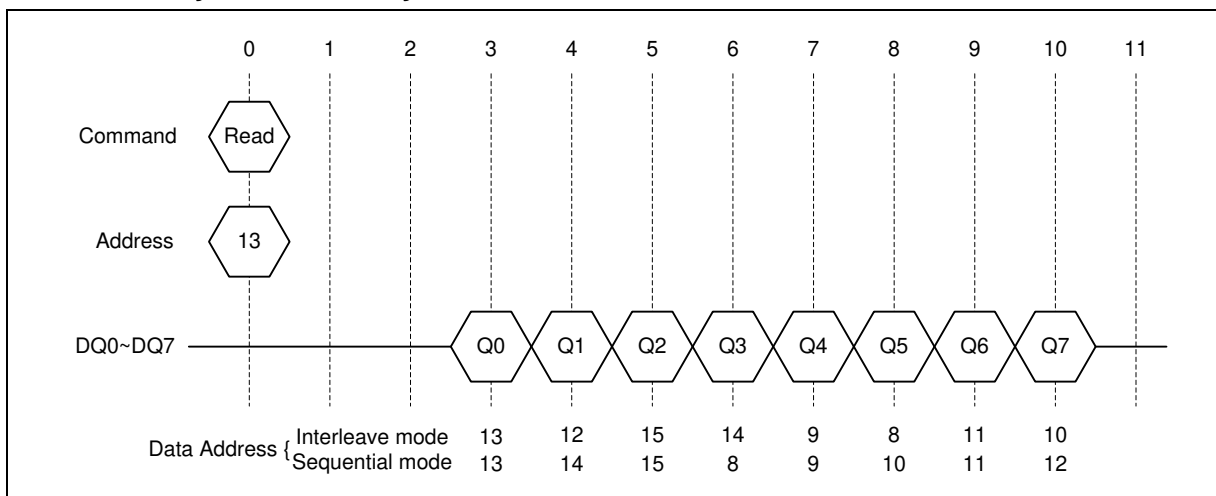 0 1 2 3 4 5 6 7 8 9 10 11
Command Read
Address 13
DQ0~DQ7 Q0 Q1 Q2 Q3 Q4 Q5 Q6 Q7
Data Address { Interleave mode 13 12 15 14 9 8 11 10
Sequential mode 13 14 15 8 9 10 11 12